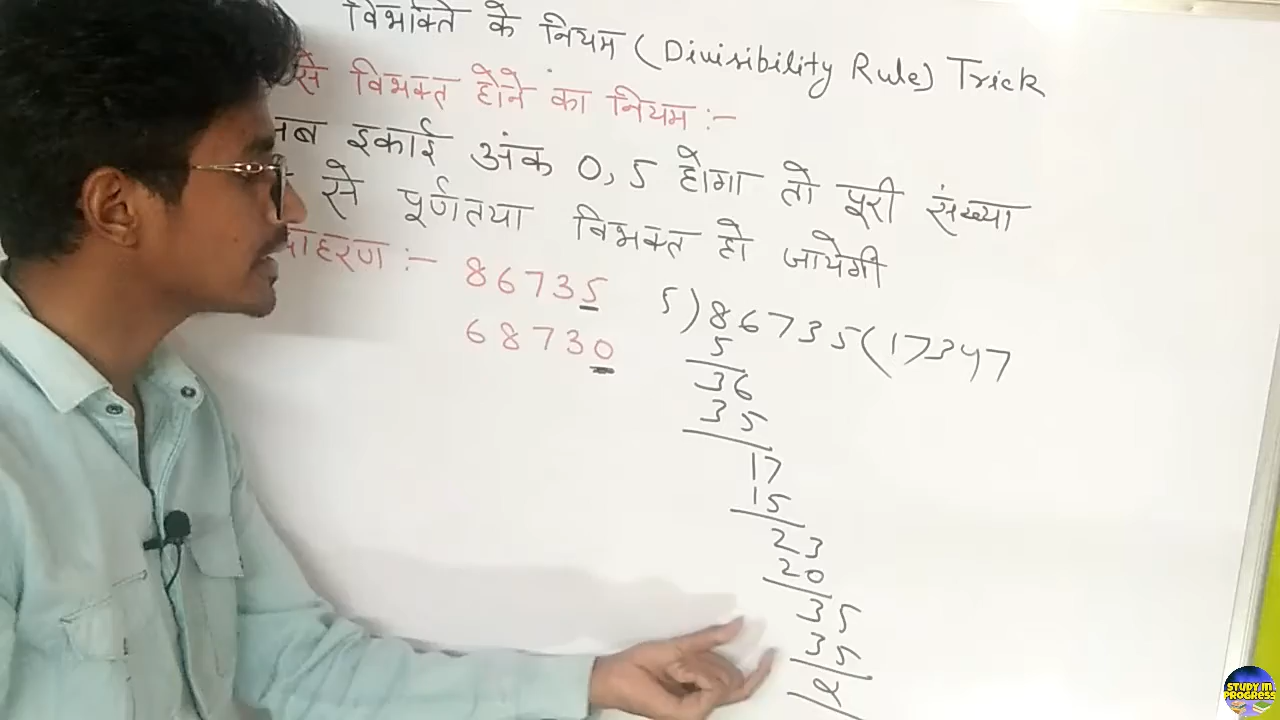 विभक्ति के नियम (Divisibility Rule) Trick
से विभक्त होने का नियम :-
जब इकाई अंक 0, 5 होगा तो पूरी संख्या
से पूर्णतया विभक्त हो जायेगी
उदाहरण :- 86735
68730
5)86735(17347
5
36
35
17
15
23
20
35
35
STUDY IN
PROGRESS